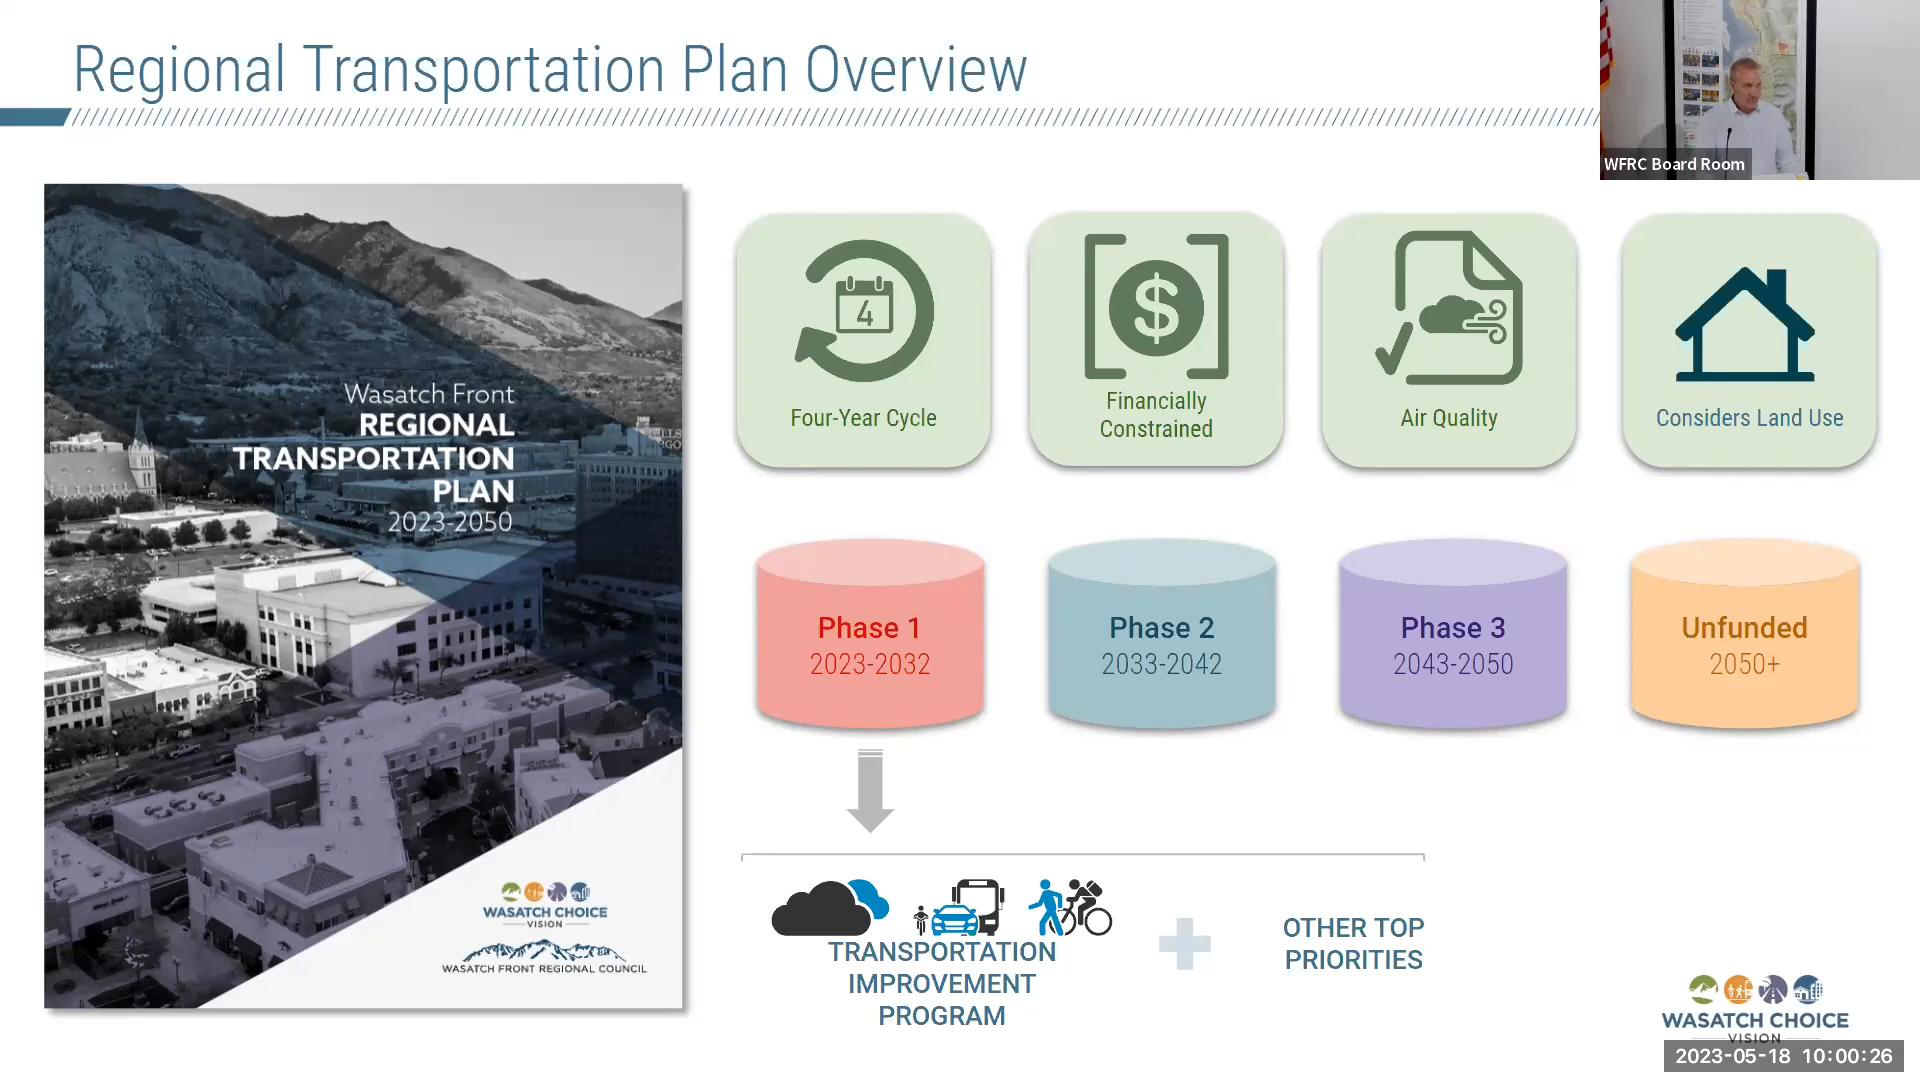 Regional Transportation Plan Overview
WFRC Board Room
Wasatch Front
REGIONAL
TRANSPORTATION
PLAN
2023-2050
WASATCH CHOICE
VISION
WASATCH FRONT REGIONAL COUNCIL
4
Four-Year Cycle
$
Financially
Constrained
Air Quality
Considers Land Use
Phase 1
2023-2032
Phase 2
2033-2042
Phase 3
2043-2050
Unfunded
2050+
TRANSPORTATION
IMPROVEMENT
PROGRAM
OTHER TOP
PRIORITIES
WASATCH CHOICE
VISION
2023-05-18 10:00:26